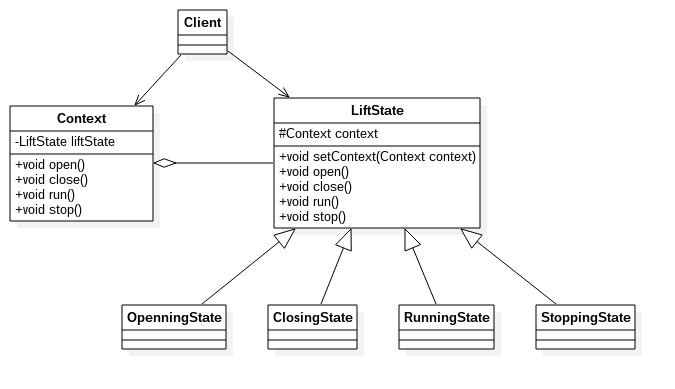 Client
Context
-LiftState liftState
+void open()
+void close()
+void run()
+void stop()
LiftState
#Context context
+void setContext(Context context)
+void open()
+void close()
+void run()
+void stop()
OpenningState
ClosingState
RunningState
StoppingState